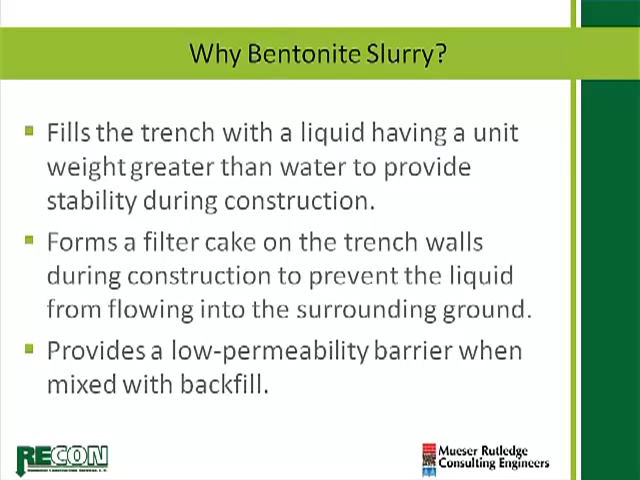 Why Bentonite Slurry?
Fills the trench with a liquid having a unit
weight greater than water to provide
stability during construction.
Forms a filter cake on the trench walls
during construction to prevent the liquid
from flowing into the surrounding ground.
Provides a low-permeability barrier when
mixed with backfill.
RECON
Mueser Rutledge
Consulting Engineers